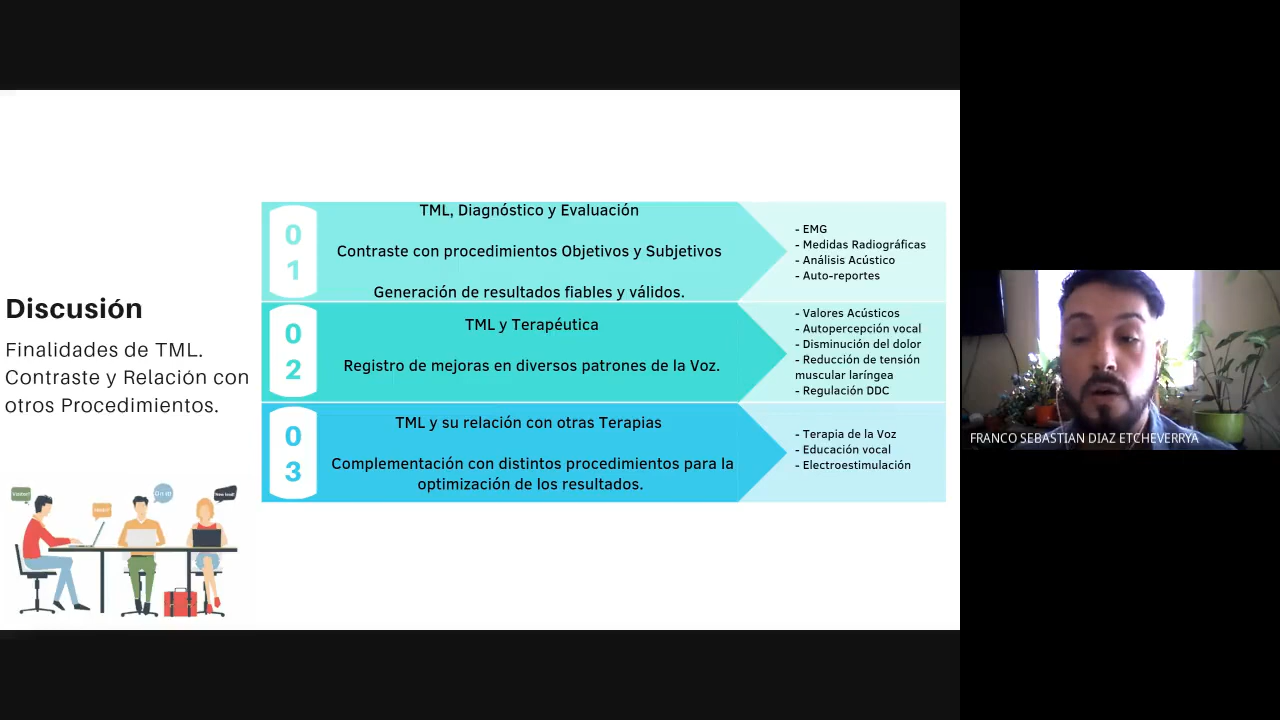 Discusión
Finalidades de TML.
Contraste y Relación con
otros Procedimientos.
0
1
TML, Diagnóstico y Evaluación
Contraste con procedimientos Objetivos y Subjetivos
Generación de resultados fiables y válidos.
- EMG
- Medidas Radiográficas
- Análisis Acústico
- Auto-reportes
0
2
TML y Terapéutica
Registro de mejoras en diversos patrones de la Voz.
- Valores Acústicos
- Autopercepción vocal
- Disminución del dolor
- Reducción de tensión
muscular laríngea
- Regulación DDC
0
3
TML y su relación con otras Terapias
Complementación con distintos procedimientos para la
optimización de los resultados.
- Terapia de la Voz
- Educación vocal
- Electroestimulación
FRANCO SEBASTIAN DIAZ ETCHEVERRYA